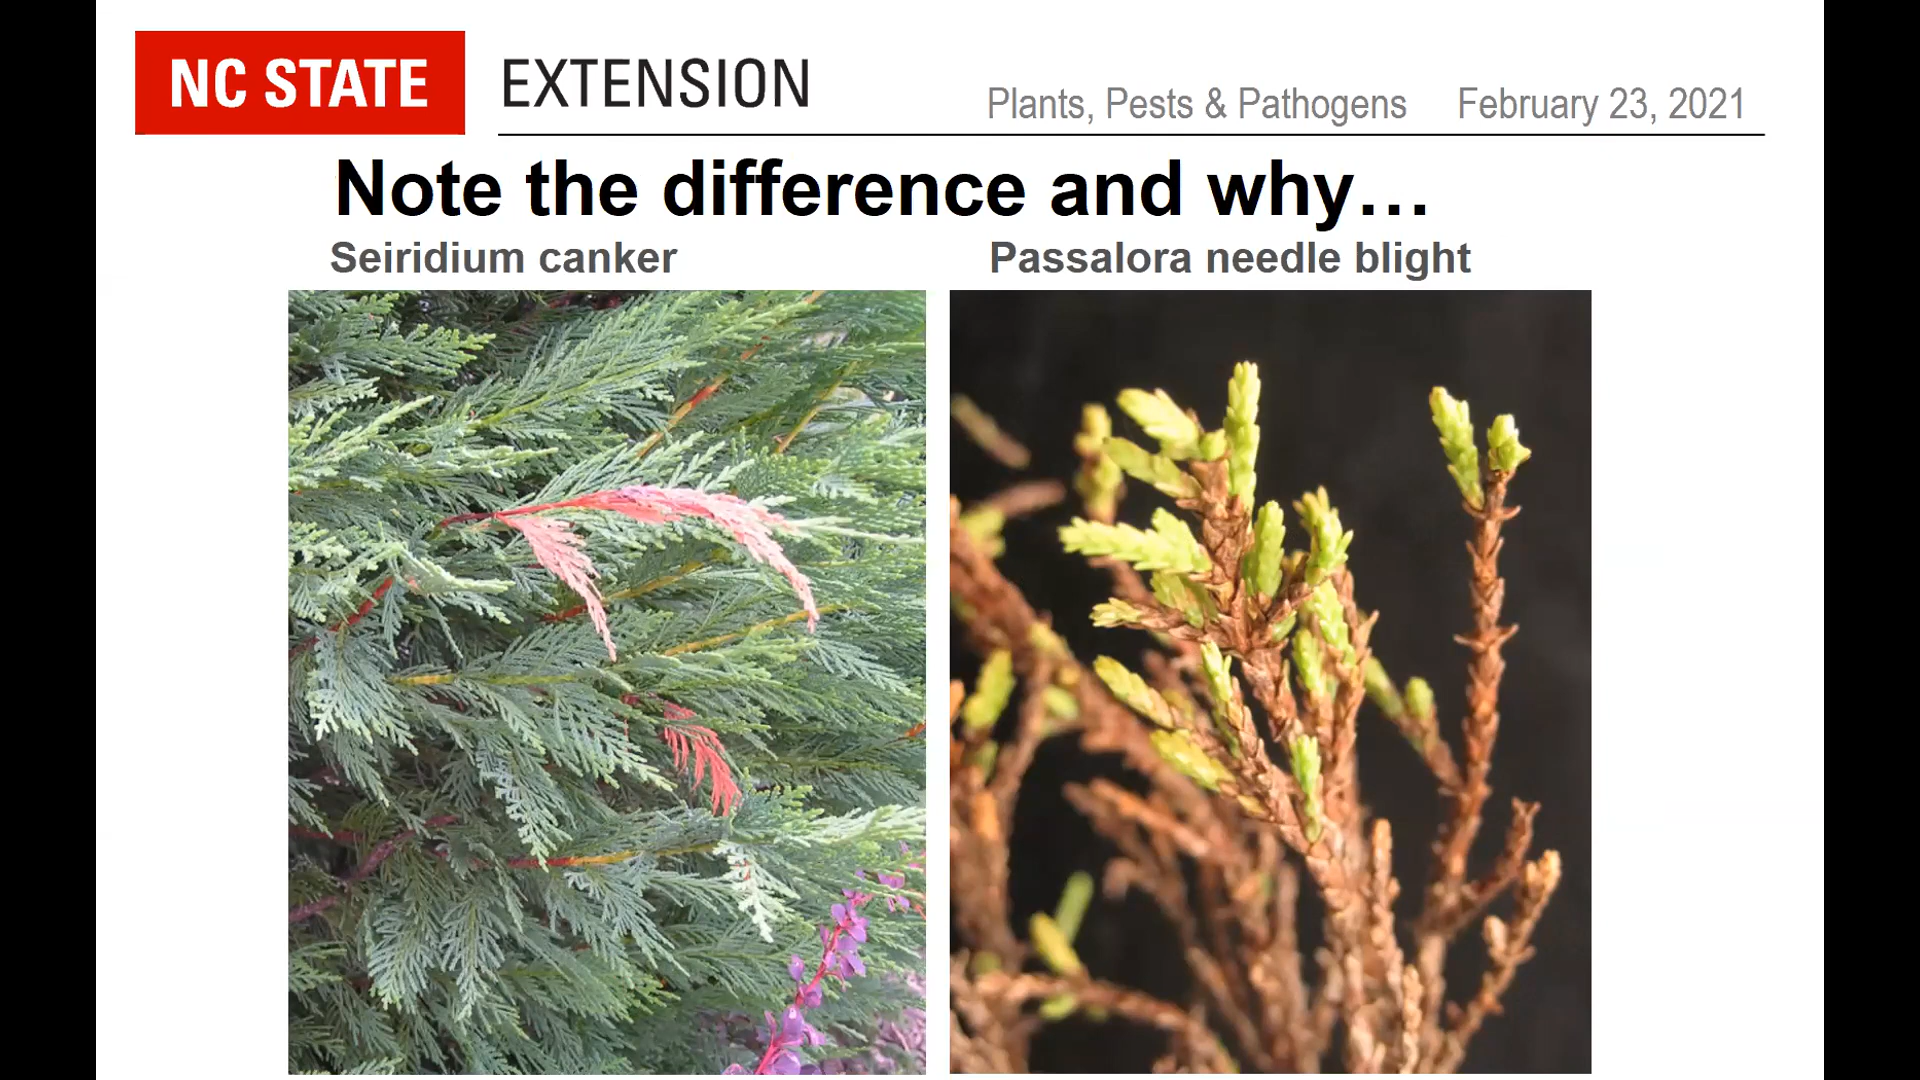 NC STATE EXTENSION
Plants, Pests & Pathogens February 23, 2021
Note the difference and why…
Seiridium canker
Passalora needle blight